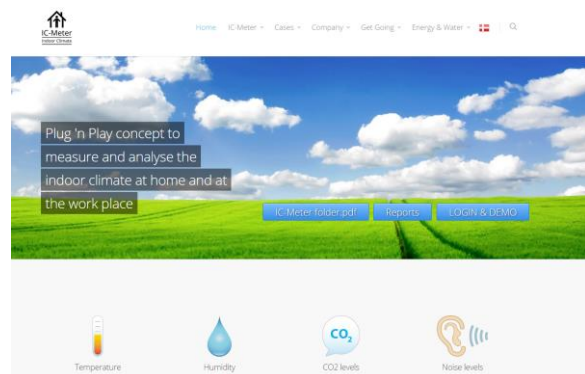 IC-Meter
Indoor Climate
Home IC-Meter Cases Company Get Going Energy & Water
Plug 'n Play concept to
measure and analyse the
indoor climate at home and at
the work place
IC-Meter folder.pdf Reports LOGIN & DEMO
CO2
Temperature Humidity CO2 levels Noise levels